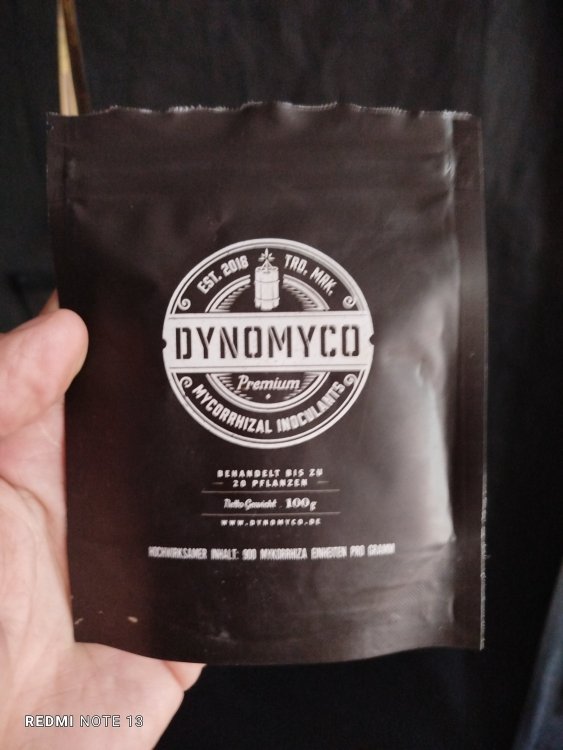 EST. 2018 TRD. MRK.
DYNOMYCO
Premium
MYCORRHIZAL INOCULANTS
BEHANDELT BIS ZU
20 PFLANZEN
Netto Gewicht . 100g
WWW.DYNOMYCO.DE
HOCHWIRKSAMER INHALT: 900 MYKORRHIZA EINHEITEN PRO GRAMM
REDMI NOTE 13